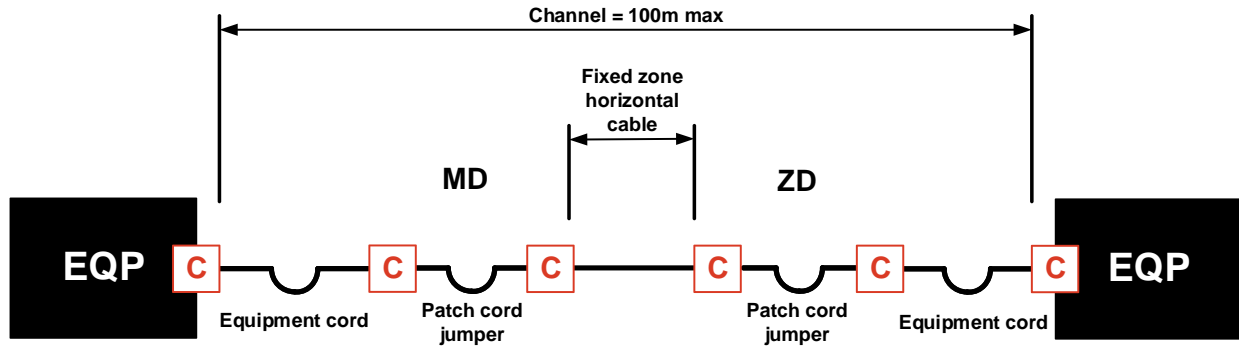 Channel = 100m max
Fixed zone
horizontal
cable
MD
ZD
EQP
C
C
C
C
C
C
EQP
Equipment cord
Patch cord
jumper
Patch cord
jumper
Equipment cord